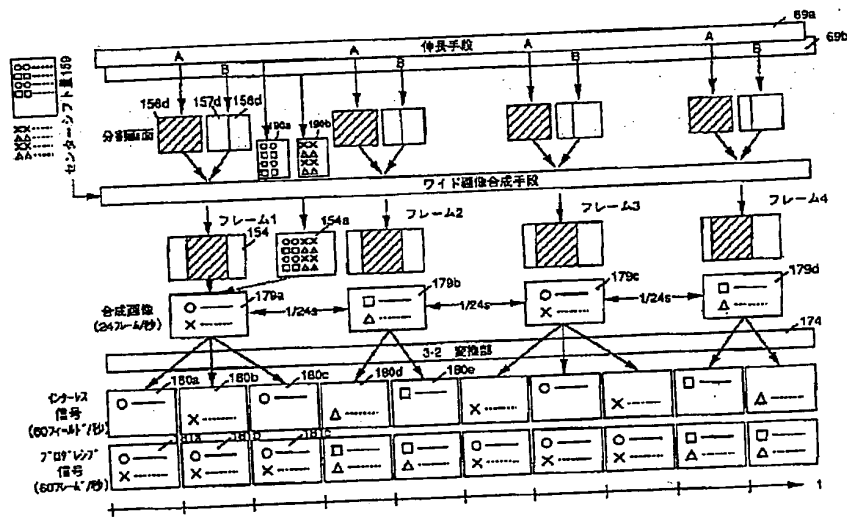 69a
伸長手段
69b
A
A
A
A
B
B
B
B
センターシフト量159
156d
157d
158d
190a
190b
分割画面
ワイド画像合成手段
フレーム1
フレーム2
フレーム3
フレーム4
154
154a
179a
179b
179c
179d
合成画像
(24フレーム/秒)
1/24s
1/24s
1/24s
174
3-2 変換部
180a
180b
180c
180d
180e
インターレス
信号
(60フィールド/秒)
プログレシブ
信号
(60フレーム/秒)
1